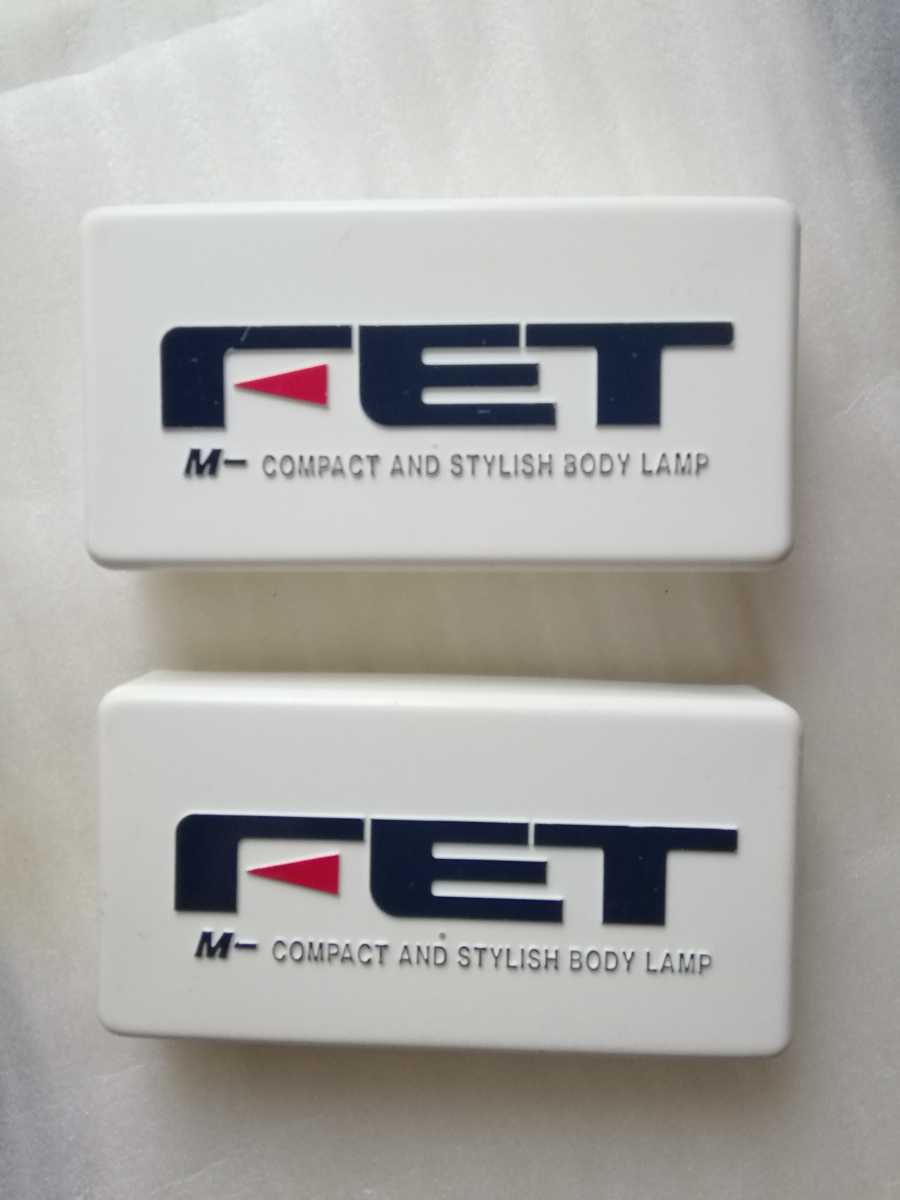 FET
M- COMPACT AND STYLISH BODY LAMP
FET
M- COMPACT AND STYLISH BODY LAMP